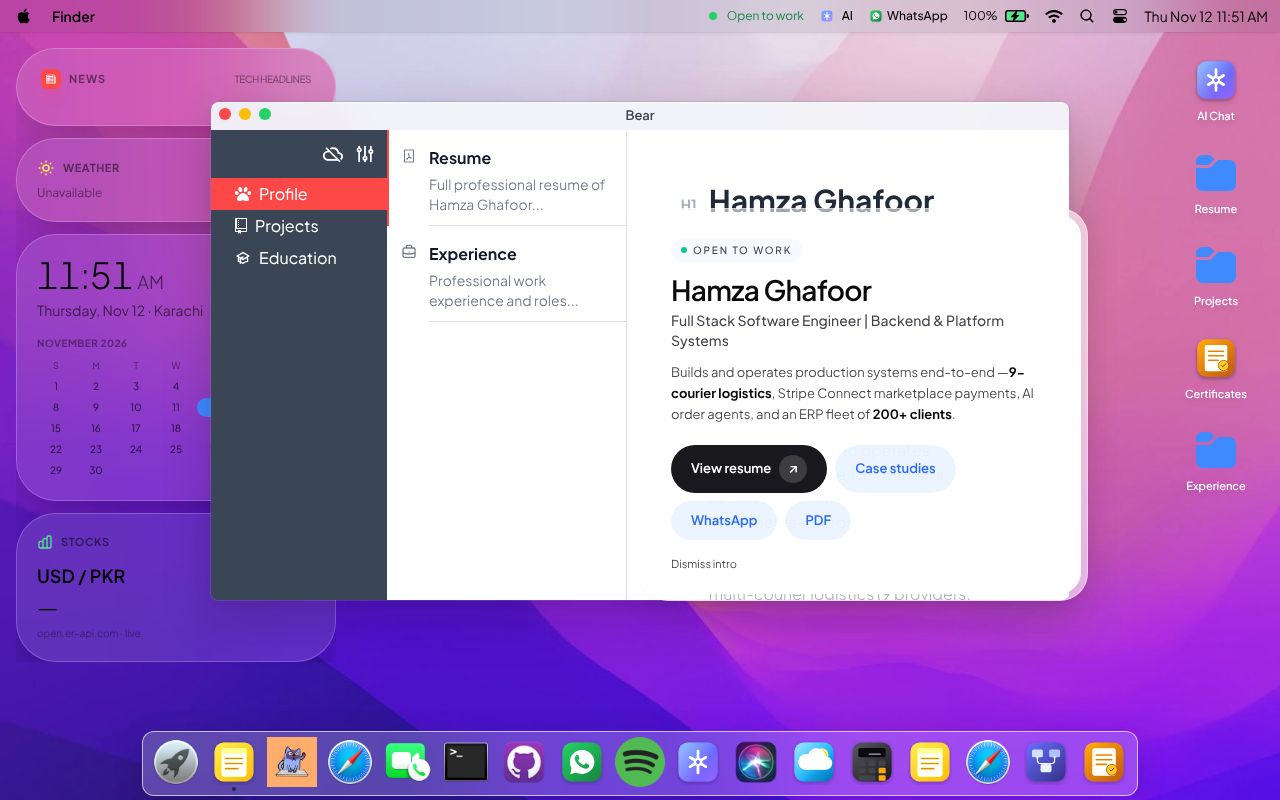 Finder
Open to work
AI
WhatsApp
100%
Thu Nov 12 11:51 AM
NEWS
TECH HEADLINES
WEATHER
Unavailable
11:51 AM
Thursday, Nov 12 · Karachi
NOVEMBER 2026
S M T W
1 2 3 4
8 9 10 11
15 16 17 18
22 23 24 25
29 30
STOCKS
USD / PKR
—
open.er-api.com · live
Bear
Profile
Projects
Education
Resume
Full professional resume of
Hamza Ghafoor...
Experience
Professional work
experience and roles...
H1 Hamza Ghafoor
OPEN TO WORK
Hamza Ghafoor
Full Stack Software Engineer | Backend & Platform
Systems
Builds and operates production systems end-to-end —9-
courier logistics, Stripe Connect marketplace payments, AI
order agents, and an ERP fleet of 200+ clients.
View resume
Case studies
WhatsApp
PDF
Dismiss intro
multi-courier logistics (9 providers,
AI Chat
Resume
Projects
Certificates
Experience
>_